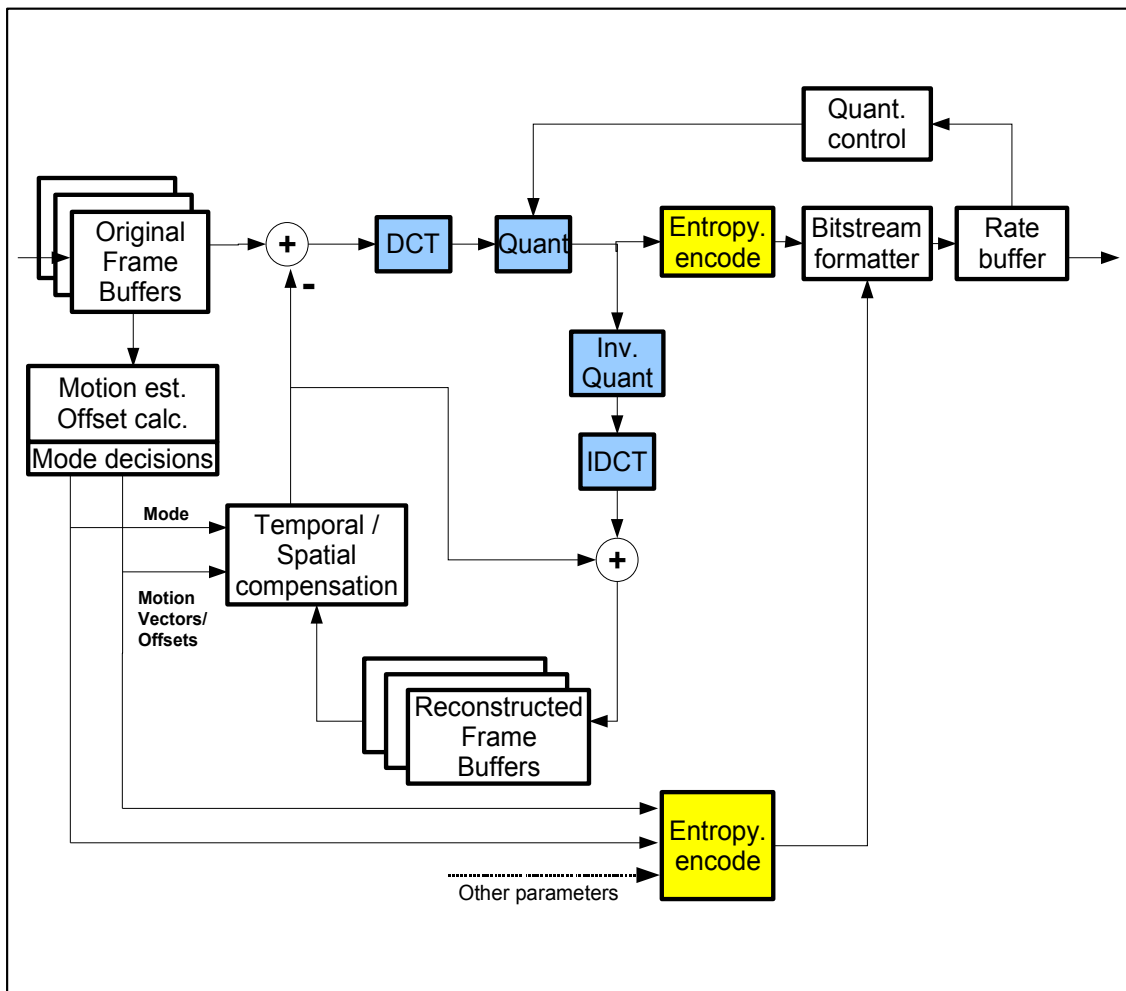 Quant.
control
Original
Frame
Buffers
+
-
DCT
Quant
Entropy.
encode
Bitstream
formatter
Rate
buffer
Inv.
Quant
Motion est.
Offset calc.
Mode decisions
IDCT
Mode
Temporal /
Spatial
compensation
+
Motion
Vectors/
Offsets
Reconstructed
Frame
Buffers
Entropy.
encode
Other parameters